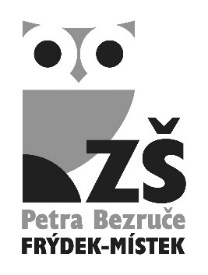 ZŠ
Petra Bezruče
FRÝDEK-MÍSTEK